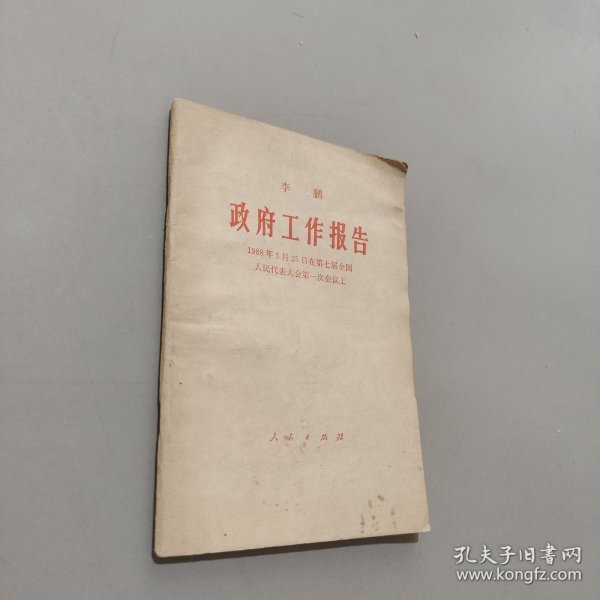 李 鹏
政府工作报告
1988年3月25日在第七届全国
人民代表大会第一次会议上
人民出版社
孔夫子旧书网
www.kongfz.com